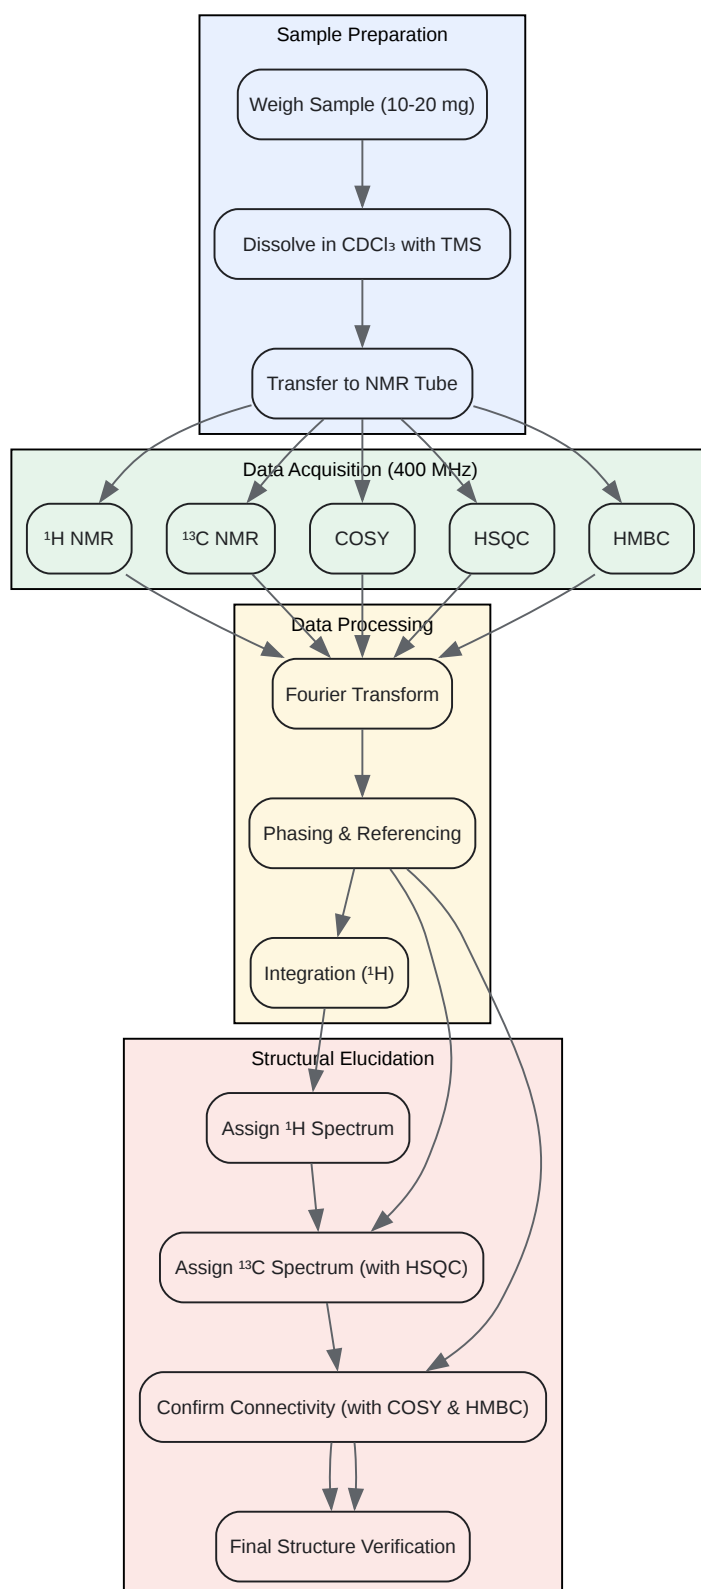 Sample Preparation
Weigh Sample (10-20 mg)
Dissolve in CDCl₃ with TMS
Transfer to NMR Tube
Data Acquisition (400 MHz)
¹H NMR
¹³C NMR
COSY
HSQC
HMBC
Data Processing
Fourier Transform
Phasing & Referencing
Integration (¹H)
Structural Elucidation
Assign ¹H Spectrum
Assign ¹³C Spectrum (with HSQC)
Confirm Connectivity (with COSY & HMBC)
Final Structure Verification